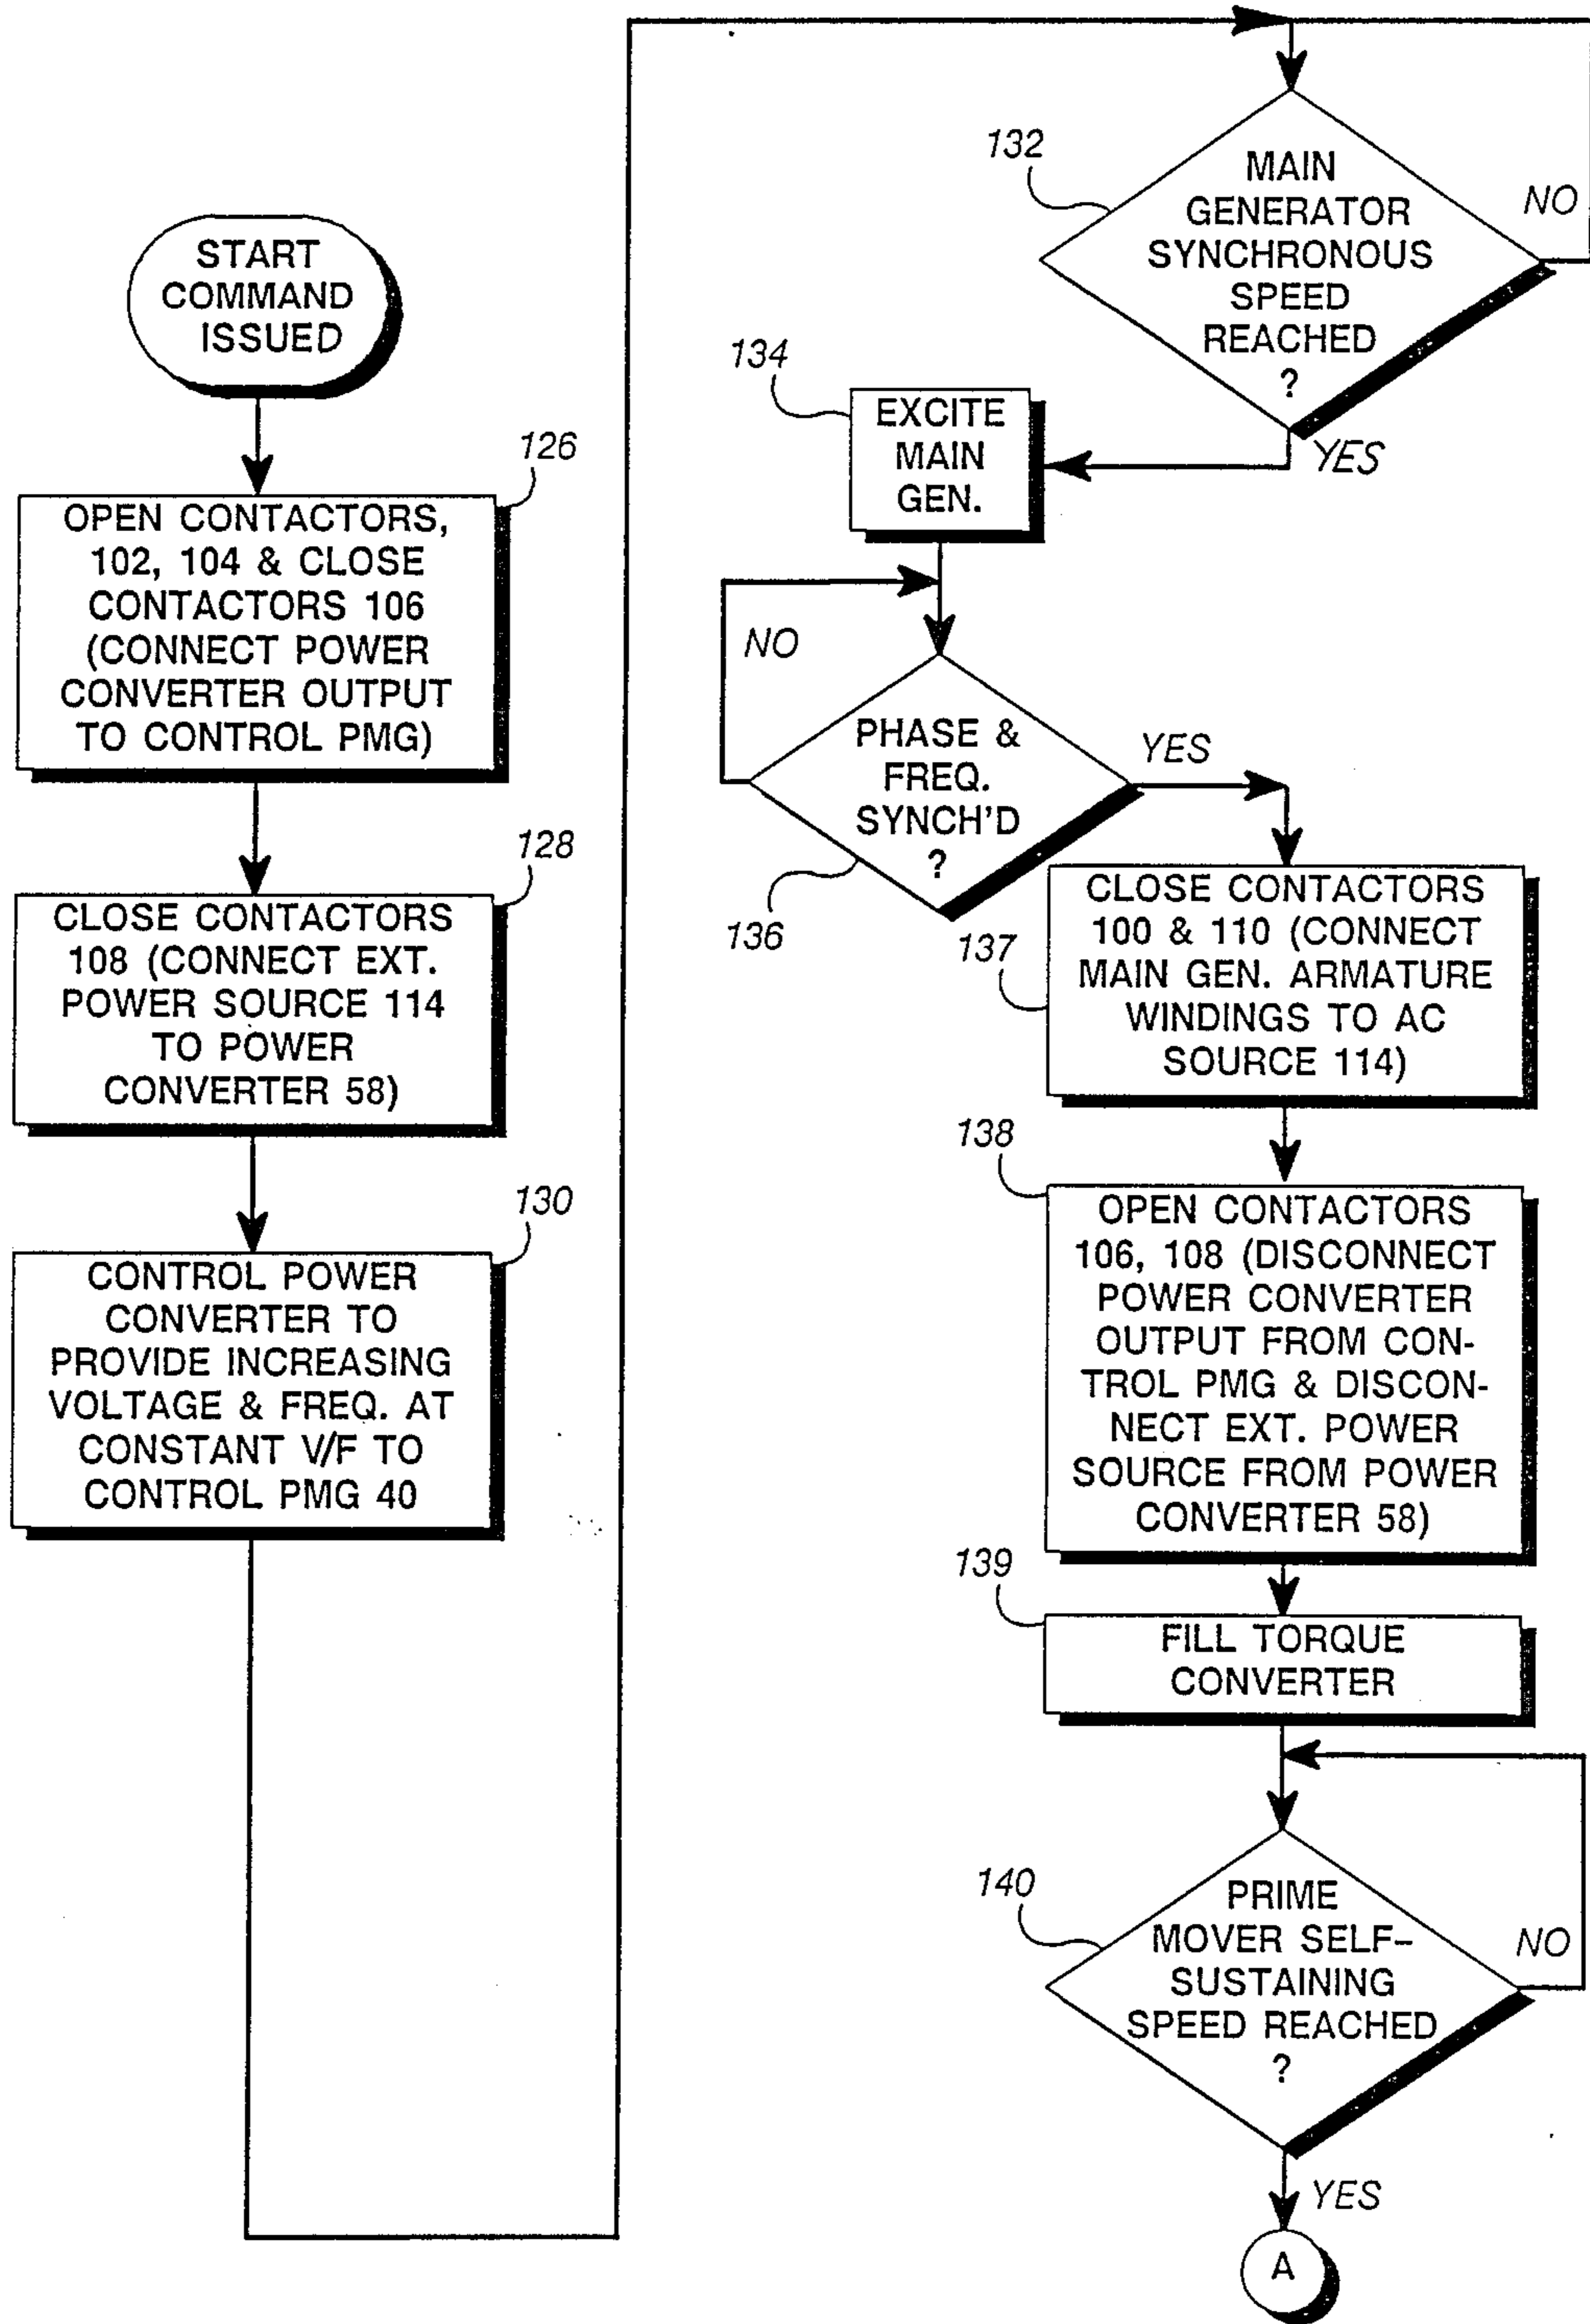 START
COMMAND
ISSUED
126
OPEN CONTACTORS,
102, 104 & CLOSE
CONTACTORS 106
(CONNECT POWER
CONVERTER OUTPUT
TO CONTROL PMG)
128
CLOSE CONTACTORS
108 (CONNECT EXT.
POWER SOURCE 114
TO POWER
CONVERTER 58)
130
CONTROL POWER
CONVERTER TO
PROVIDE INCREASING
VOLTAGE & FREQ. AT
CONSTANT V/F TO
CONTROL PMG 40
132
MAIN
GENERATOR
SYNCHRONOUS
SPEED
REACHED
?
NO
YES
134
EXCITE
MAIN
GEN.
NO
PHASE &
FREQ.
SYNCH'D
?
YES
136
137
CLOSE CONTACTORS
100 & 110 (CONNECT
MAIN GEN. ARMATURE
WINDINGS TO AC
SOURCE 114)
138
OPEN CONTACTORS
106, 108 (DISCONNECT
POWER CONVERTER
OUTPUT FROM CON-
TROL PMG & DISCON-
NECT EXT. POWER
SOURCE FROM POWER
CONVERTER 58)
139
FILL TORQUE
CONVERTER
140
PRIME
MOVER SELF-
SUSTAINING
SPEED REACHED
?
NO
YES
A